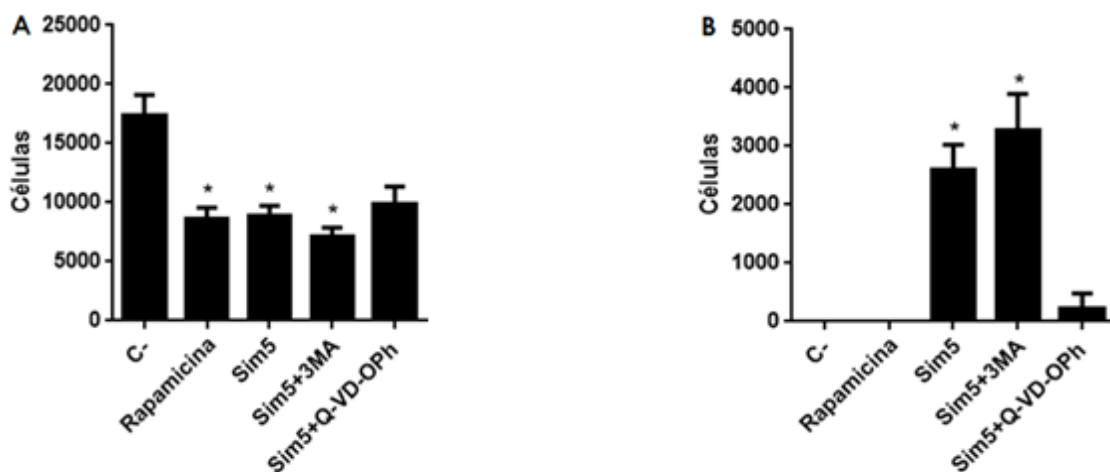 A
Células
25000
20000
15000
10000
5000
0
*
*
*
C-
Rapamicina
Sim5
Sim5+3MA
Sim5+Q-VD-OPh
B
Células
5000
4000
3000
2000
1000
0
*
*
C-
Rapamicina
Sim5
Sim5+3MA
Sim5+Q-VD-OPh